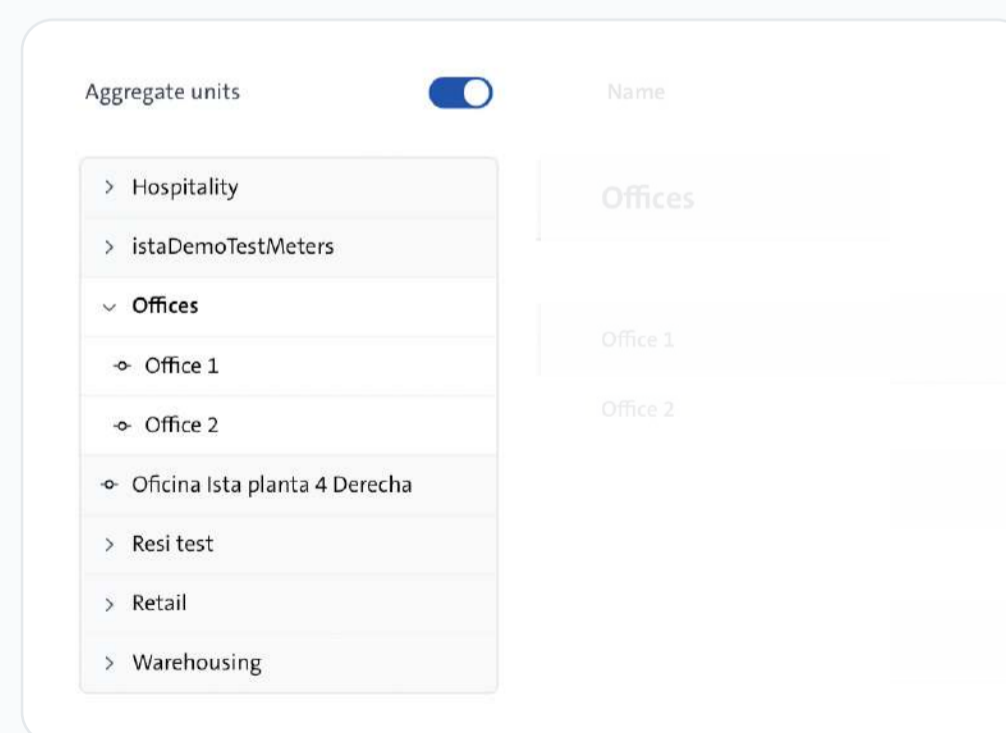 Aggregate units
Name
Hospitality
istaDemoTestMeters
Offices
Office 1
Office 2
Oficina Ista planta 4 Derecha
Resi test
Retail
Warehousing
Offices
Office 1
Office 2